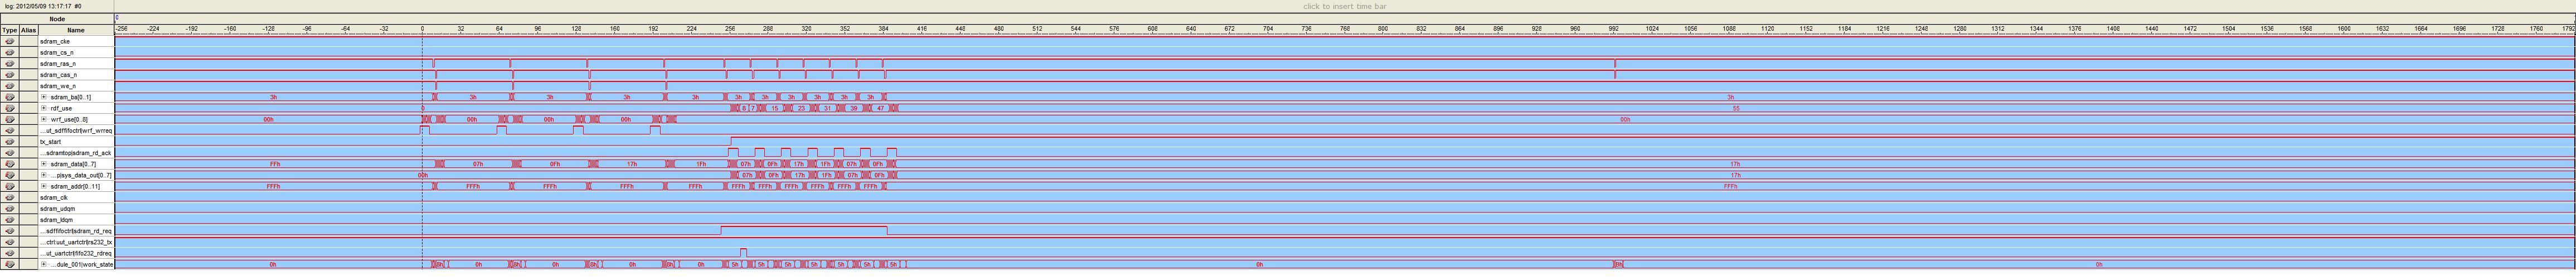 log: 2012/05/09 13:17:17 #0
click to insert time bar
Node
0
Type Alias Name
-256 -224 -192 -160 -128 -96 -64 -32 0 32 64 96 128 160 192 224 256 288 320 352 384 416 448 480 512 544 576 608 640 672 704 736 768 800 832 864 896 928 960 992 1024 1056 1088 1120 1152 1184 1216 1248 1280 1312 1344 1376 1408 1440 1472 1504 1536 1568 1600 1632 1664 1696 1728 1760 1792
sdram_cke
sdram_cs_n
sdram_ras_n
sdram_cas_n
sdram_we_n
sdram_ba[0..1] 3h 3h 3h 3h 3h 3h 3h 3h 3h 3h 3h 3h
rdf_use 0 8 7 15 23 31 39 47 55
wrf_use[0..8] 00h 00h 00h 00h 00h
...ut_sdffifoctrl|wrf_wrreq
tx_start
...sdramtop|sdram_rd_ack
sdram_data[0..7] FFh 07h 0Fh 17h 1Fh 07h 0Fh 17h 1Fh 07h 0Fh 17h
...p|sys_data_out[0..7] 00h 07h 0Fh 17h 1Fh 07h 0Fh 17h
sdram_addr[0..11] FFFh FFFh FFFh FFFh FFFh FFFh FFFh FFFh FFFh FFFh FFFh FFFh
sdram_clk
sdram_udqm
sdram_ldqm
...sdffifoctrl|sdram_rd_req
...ctrl:uut_uartctrl|rs232_tx
...ut_uartctrl|fifo232_rdreq
...dule_001|work_state 0h 8h 0h 8h 0h 8h 0h 8h 0h 5h 5h 5h 5h 5h 5h 5h 0h 0h